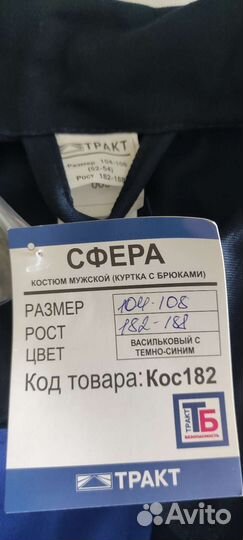 ТРАКТ
Размер 104-108
(52-54)
Рост 182-188
СФЕРА
КОСТЮМ МУЖСКОЙ (КУРТКА С БРЮКАМИ)
РАЗМЕР 104-108
РОСТ 182-188
ЦВЕТ ВАСИЛЬКОВЫЙ С
ТЕМНО-СИНИМ
Код товара: Кос182
ТРАКТ
ТБ
БЕЗОПАСНОСТЬ
ТРАКТ
Avito